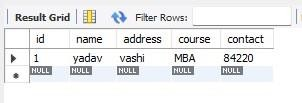 Result Grid Filter Rows:
id name address course contact
1 yadav vashi MBA 84220
NULL NULL NULL NULL NULL